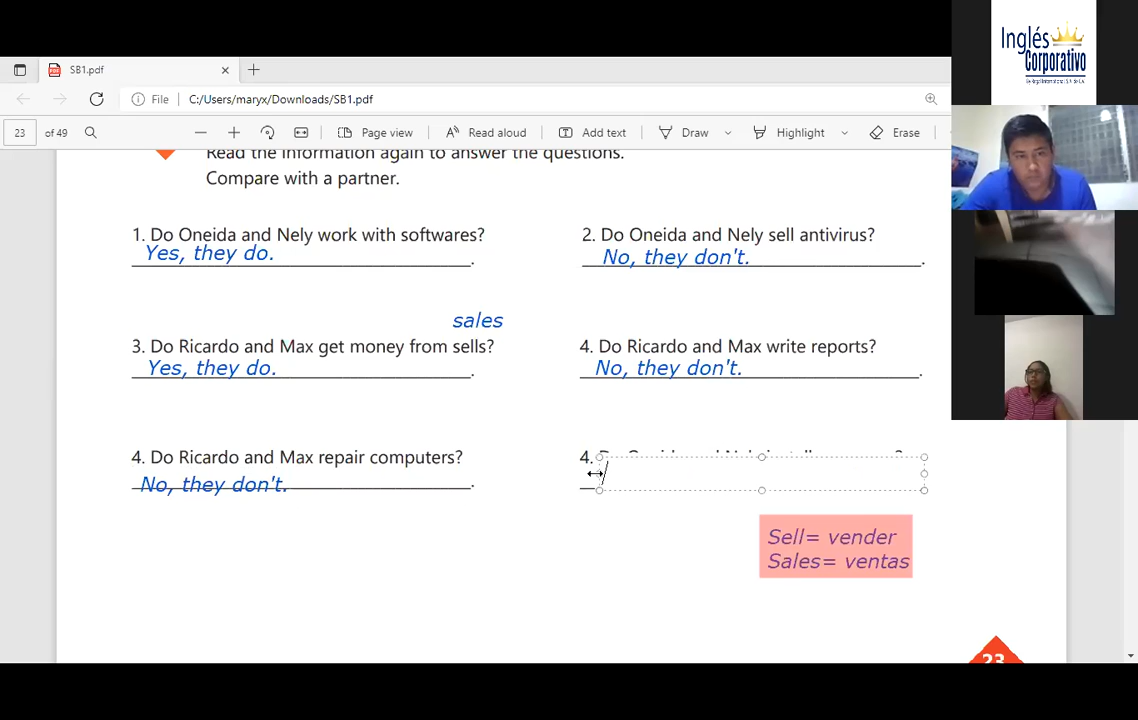 Inglés
Corporativo
SB1.pdf
File
C:/Users/maryx/Downloads/SB1.pdf
23
of 49
Page view
Read aloud
Add text
Draw
Highlight
Erase
Read the information again to answer the questions.
Compare with a partner.
1. Do Oneida and Nely work with softwares?
Yes, they do.
2. Do Oneida and Nely sell antivirus?
No, they don't.
sales
3. Do Ricardo and Max get money from sells?
Yes, they do.
4. Do Ricardo and Max write reports?
No, they don't.
4. Do Ricardo and Max repair computers?
No, they don't.
4.
Sell= vender
Sales= ventas
23